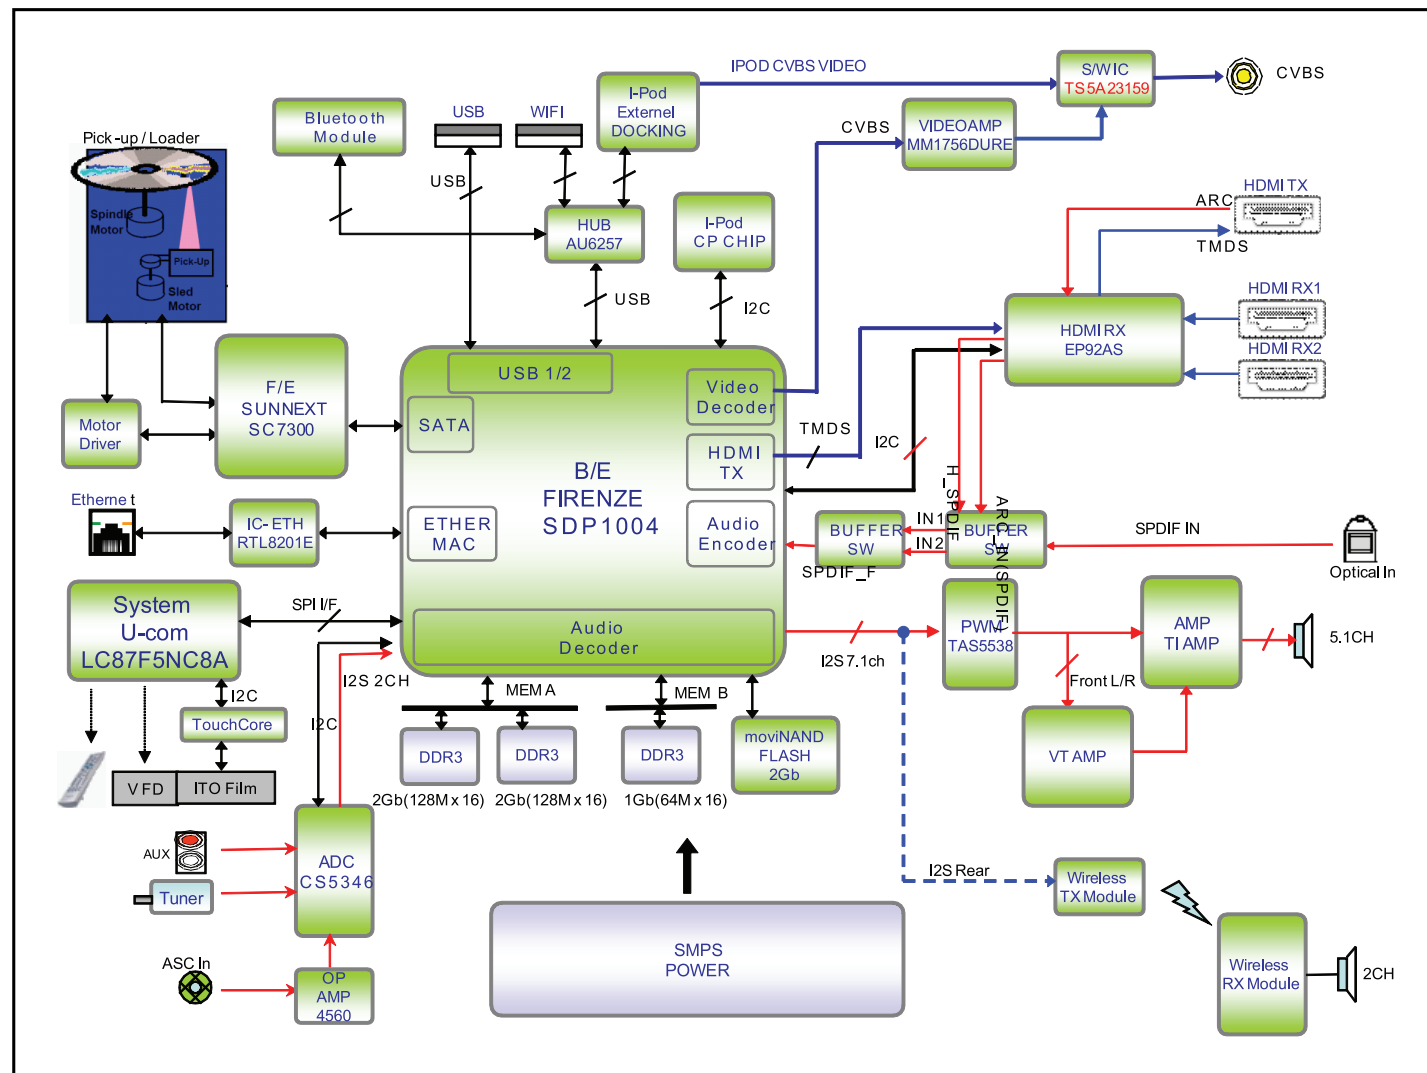 IPOD CVBS VIDEO
S/WIC
TS5A23159
CVBS
I-Pod
Externel
DOCKING
USB
WIFI
Bluetooth
Module
CVBS
VIDEOAMP
MM1756DURE
Pick-up / Loader
Spindle
Motor
Pick-Up
Sled
Motor
USB
HUB
AU6257
I-Pod
CP CHIP
HDMI TX
ARC
TMDS
USB
I2C
HDMI RX1
HDMI RX
EP92AS
HDMI RX2
F/E
SUNNEXT
SC7300
Motor
Driver
USB 1/2
SATA
Video
Decoder
HDMI
TX
TMDS
I2C
B/E
FIRENZE
SDP1004
Ethernet
IC-ETH
RTL8201E
ETHER
MAC
Audio
Encoder
BUFFER
SW
IN1
IN2
H_SPDIF
ARC_IN(SPDIF)
BUFFER
SW
SPDIF IN
Optical In
SPDIF_F
System
U-com
LC87F5NC8A
SPI I/F
Audio
Decoder
I2S 7.1ch
PWM
TAS5538
AMP
TI AMP
5.1CH
Front L/R
VT AMP
I2C
TouchCore
I2C
I2S 2CH
MEM A
MEM B
DDR3
DDR3
DDR3
moviNAND
FLASH
2Gb
VFD
ITO Film
2Gb(128M x 16)
2Gb(128M x 16)
1Gb(64M x 16)
AUX
ADC
CS5346
Tuner
I2S Rear
Wireless
TX Module
ASC In
OP
AMP
4560
SMPS
POWER
Wireless
RX Module
2CH